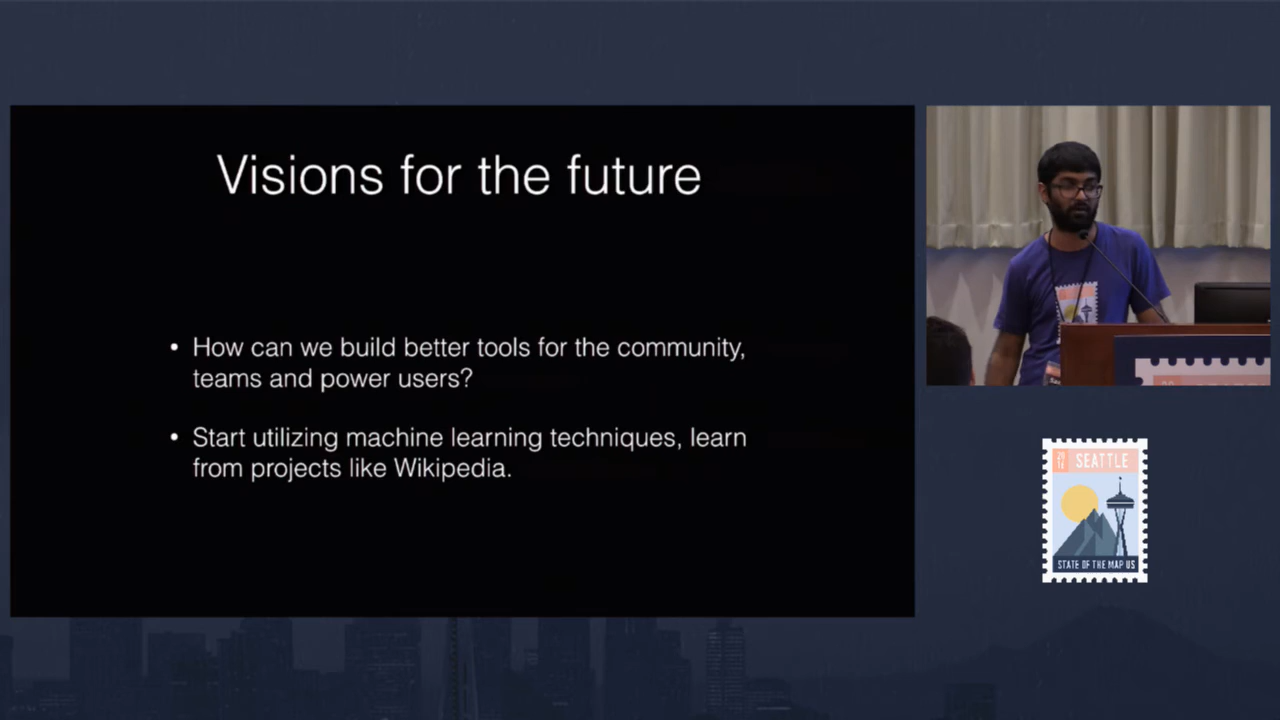 Visions for the future
• How can we build better tools for the community,
teams and power users?
• Start utilizing machine learning techniques, learn
from projects like Wikipedia.
2016 SEATTLE
STATE OF THE MAP US